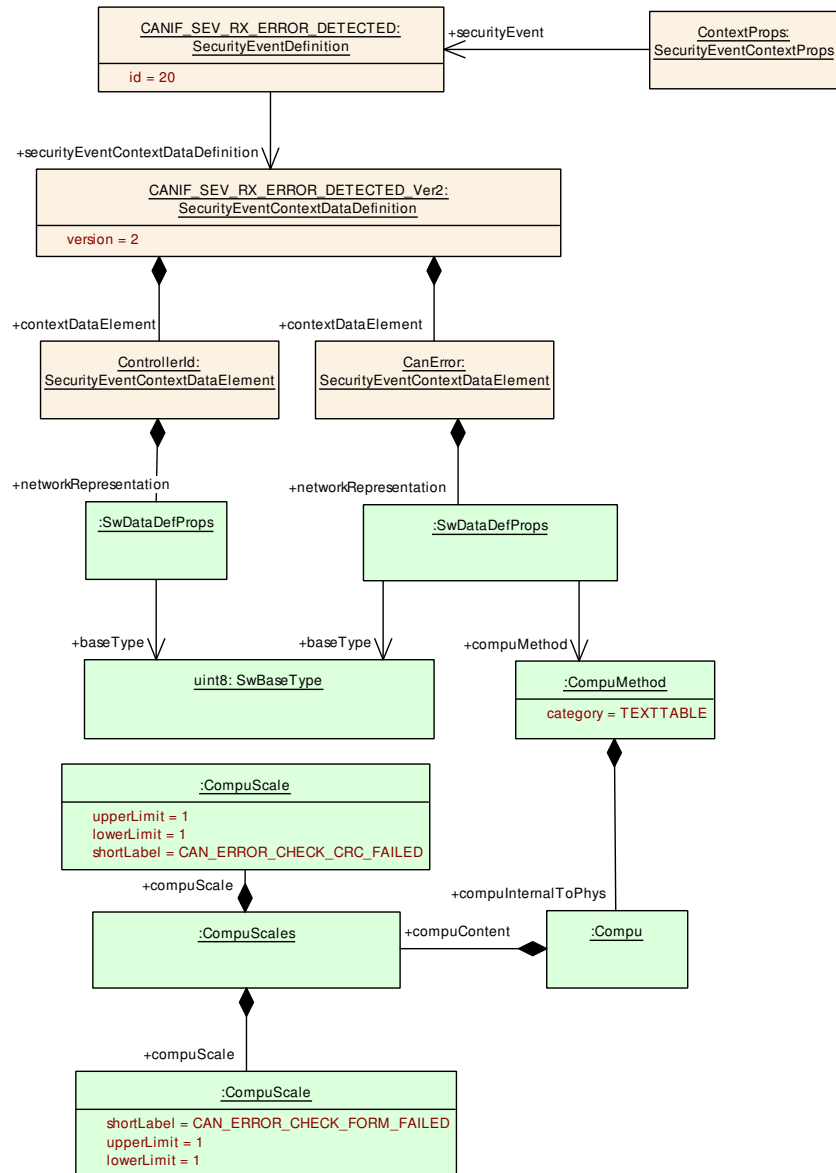 CANIF_SEV_RX_ERROR_DETECTED:
SecurityEventDefinition
id = 20
+securityEvent
ContextProps:
SecurityEventContextProps
+securityEventContextDataDefinition
CANIF_SEV_RX_ERROR_DETECTED_Ver2:
SecurityEventContextDataDefinition
version = 2
+contextDataElement
+contextDataElement
ControllerId:
SecurityEventContextDataElement
CanError:
SecurityEventContextDataElement
+networkRepresentation
+networkRepresentation
:SwDataDefProps
:SwDataDefProps
+baseType
+baseType
+compuMethod
uint8: SwBaseType
:CompuMethod
category = TEXTTABLE
:CompuScale
upperLimit = 1
lowerLimit = 1
shortLabel = CAN_ERROR_CHECK_CRC_FAILED
+compuScale
+compuInternalToPhys
:CompuScales
+compuContent
:Compu
+compuScale
:CompuScale
shortLabel = CAN_ERROR_CHECK_FORM_FAILED
upperLimit = 1
lowerLimit = 1